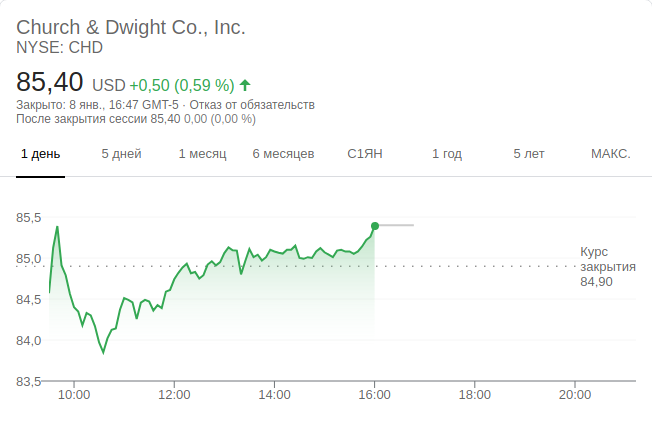 Church & Dwight Co., Inc.
NYSE: CHD
85,40 USD +0,50 (0,59 %)
Закрыто: 8 янв., 16:47 GMT-5 · Отказ от обязательств
После закрытия сессии 85,40 0,00 (0,00 %)
1 день 5 дней 1 месяц 6 месяцев С1ЯН 1 год 5 лет МАКС.
85,5
85,0
84,5
84,0
83,5
Курс
закрытия
84,90
10:00 12:00 14:00 16:00 18:00 20:00